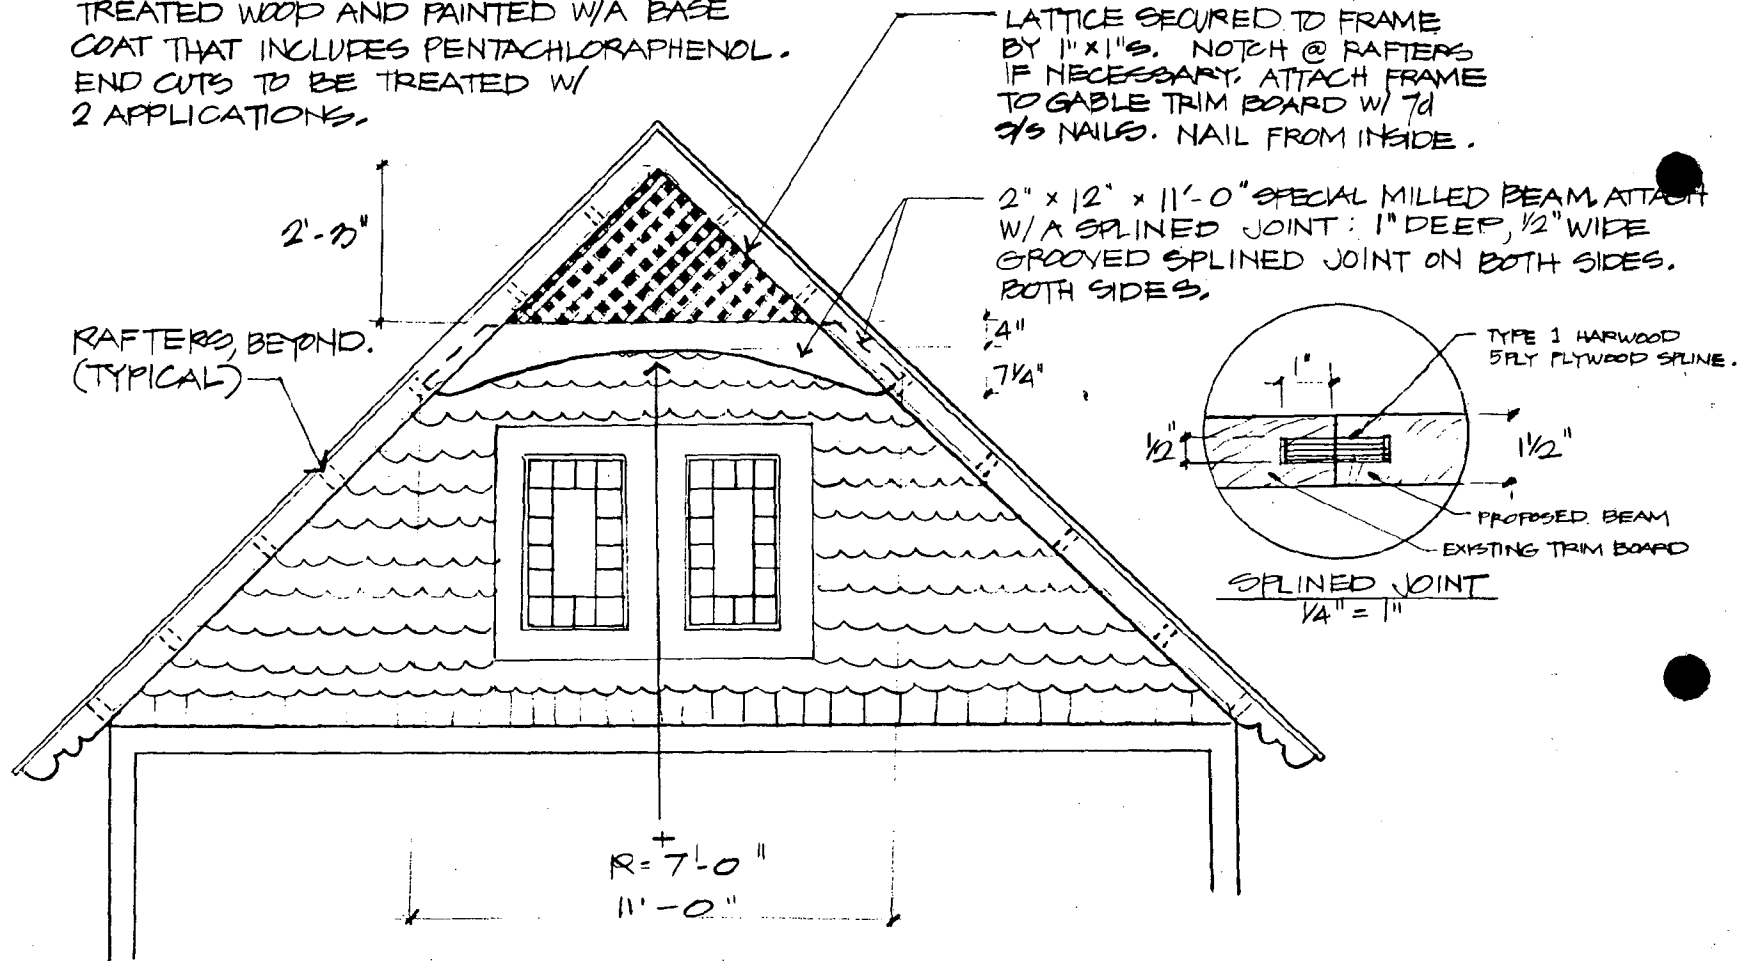 TREATED WOOD AND PAINTED W/A BASE
COAT THAT INCLUDES PENTACHLORAPHENOL.
END CUTS TO BE TREATED W/
2 APPLICATIONS.
LATTICE SECURED TO FRAME
BY 1"x1"s. NOTCH @ RAFTERS
IF NECESSARY. ATTACH FRAME
TO GABLE TRIM BOARD W/ 7d
S/S NAILS. NAIL FROM INSIDE.
2" x 12" x 11'-0" SPECIAL MILLED BEAM. ATTACH
W/ A SPLINED JOINT: 1" DEEP, 1/2" WIDE
GROOVED SPLINED JOINT ON BOTH SIDES.
BOTH SIDES.
2'-3"
RAFTERS, BEYOND.
(TYPICAL)
4"
7 1/4"
TYPE 1 HARWOOD
5 PLY PLYWOOD SPLINE.
1"
1/2"
1 1/2"
PROPOSED BEAM
EXISTING TRIM BOARD
SPLINED JOINT
1/4" = 1"
R= 7'-0"
11'-0"